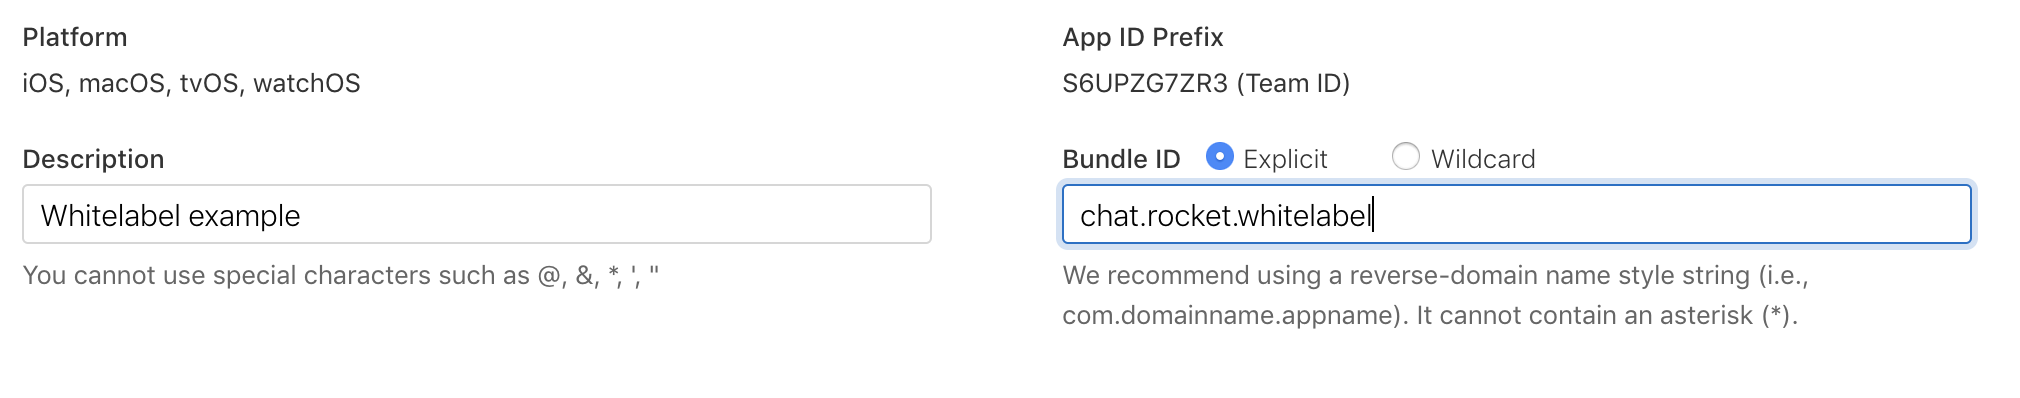 Platform
iOS, macOS, tvOS, watchOS
App ID Prefix
S6UPZG7ZR3 (Team ID)
Description
Whitelabel example
You cannot use special characters such as @, &, *, ', "
Bundle ID Explicit Wildcard
chat.rocket.whitelabel
We recommend using a reverse-domain name style string (i.e.,
com.domainname.appname). It cannot contain an asterisk (*).